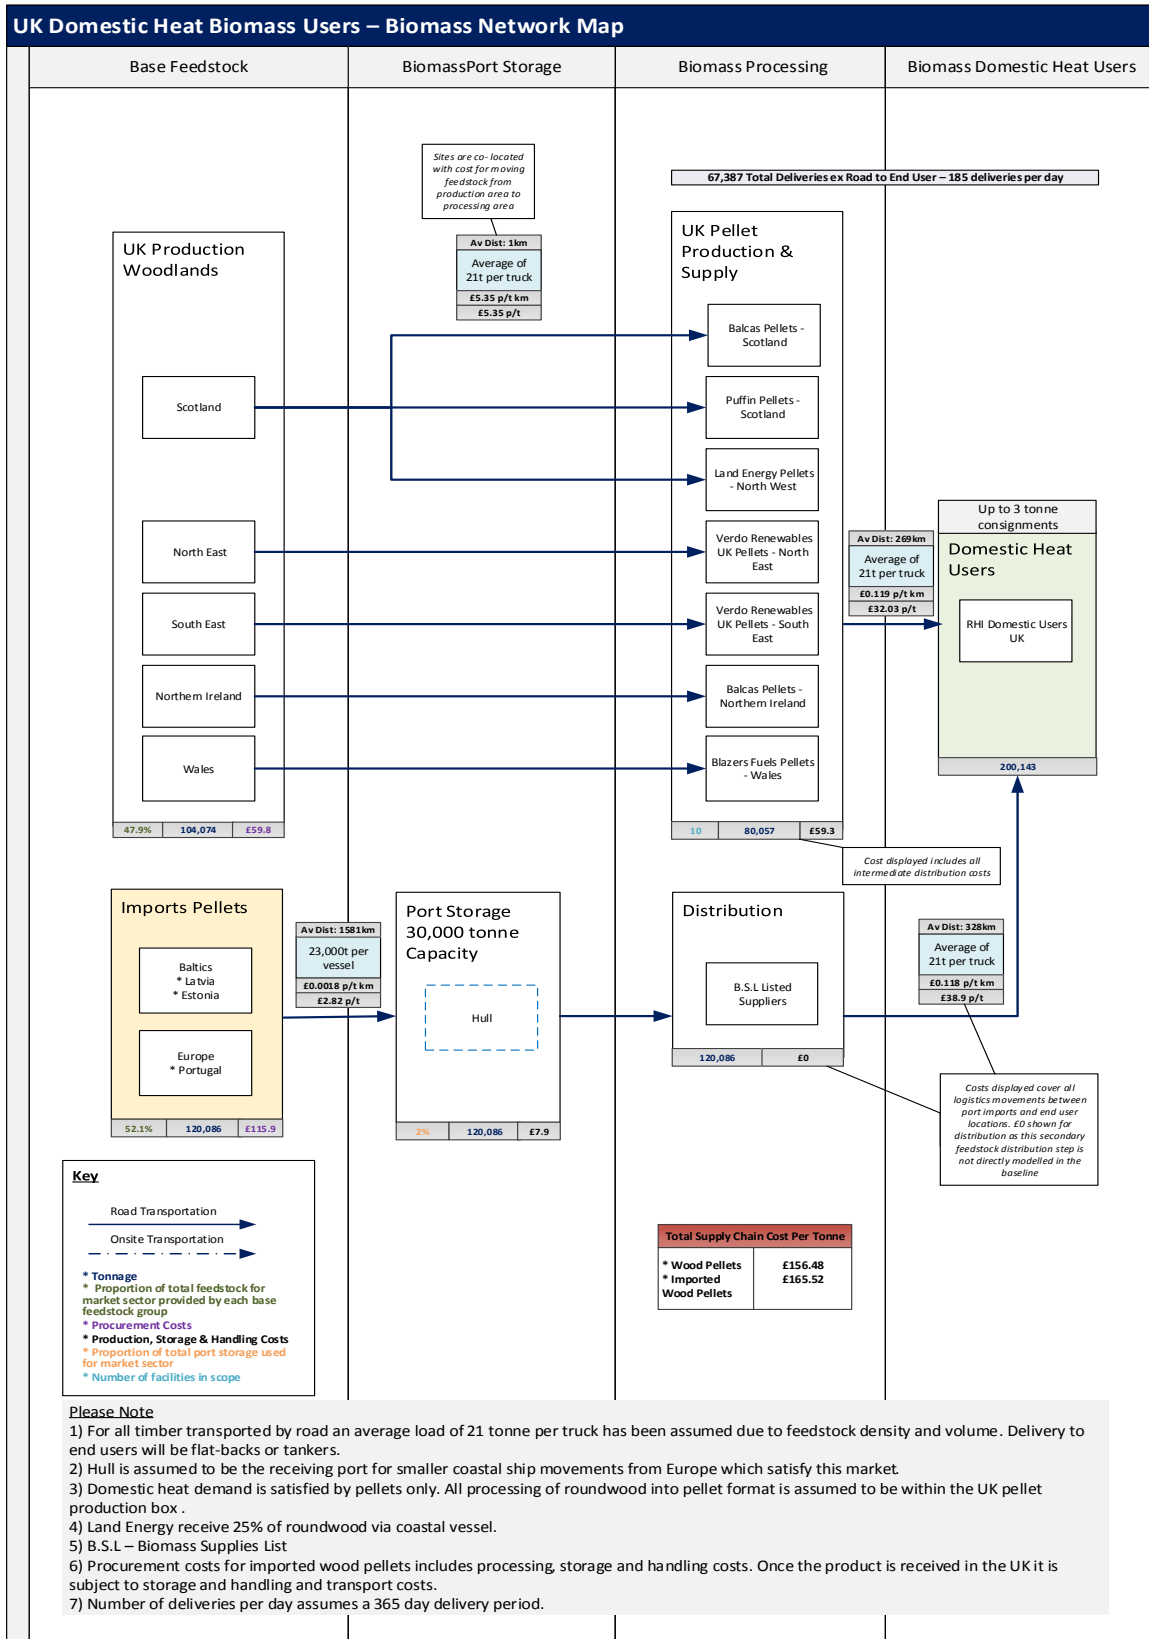 UK Domestic Heat Biomass Users – Biomass Network Map
Base Feedstock
BiomassPort Storage
Biomass Processing
Biomass Domestic Heat Users
Sites are co- located
with cost for moving
feedstock from
production area to
processing area
67,387 Total Deliveries ex Road to End User – 185 deliveries per day
Av Dist: 1km
Average of
21t per truck
£5.35 p/t km
£5.35 p/t
UK Production
Woodlands
Scotland
North East
South East
Northern Ireland
Wales
47.9%
104,074
£59.8
UK Pellet
Production &
Supply
Balcas Pellets -
Scotland
Puffin Pellets -
Scotland
Land Energy Pellets
- North West
Verdo Renewables
UK Pellets - North
East
Verdo Renewables
UK Pellets - South
East
Balcas Pellets -
Northern Ireland
Blazers Fuels Pellets
- Wales
10
80,057
£59.3
Av Dist: 269km
Average of
21t per truck
£0.119 p/t km
£32.03 p/t
Up to 3 tonne
consignments
Domestic Heat
Users
RHI Domestic Users
UK
200,143
Cost displayed includes all
intermediate distribution costs
Imports Pellets
Baltics
* Latvia
* Estonia
Europe
* Portugal
52.1%
120,086
£115.9
Av Dist: 1581km
23,000t per
vessel
£0.0018 p/t km
£2.82 p/t
Port Storage
30,000 tonne
Capacity
Hull
2%
120,086
£7.9
Distribution
B.S.L Listed
Suppliers
120,086
£0
Av Dist: 328km
Average of
21t per truck
£0.118 p/t km
£38.9 p/t
Costs displayed cover all
logistics movements between
port imports and end user
locations. £0 shown for
distribution as this secondary
feedstock distribution step is
not directly modelled in the
baseline
Key
Road Transportation
Onsite Transportation
* Tonnage
* Proportion of total feedstock for
market sector provided by each base
feedstock group
* Procurement Costs
* Production, Storage & Handling Costs
* Proportion of total port storage used
for market sector
* Number of facilities in scope
Total Supply Chain Cost Per Tonne
* Wood Pellets £156.48
* Imported £165.52
Wood Pellets
Please Note
1) For all timber transported by road an average load of 21 tonne per truck has been assumed due to feedstock density and volume. Delivery to
end users will be flat-backs or tankers.
2) Hull is assumed to be the receiving port for smaller coastal ship movements from Europe which satisfy this market.
3) Domestic heat demand is satisfied by pellets only. All processing of roundwood into pellet format is assumed to be within the UK pellet
production box .
4) Land Energy receive 25% of roundwood via coastal vessel.
5) B.S.L – Biomass Supplies List
6) Procurement costs for imported wood pellets includes processing, storage and handling costs. Once the product is received in the UK it is
subject to storage and handling and transport costs.
7) Number of deliveries per day assumes a 365 day delivery period.